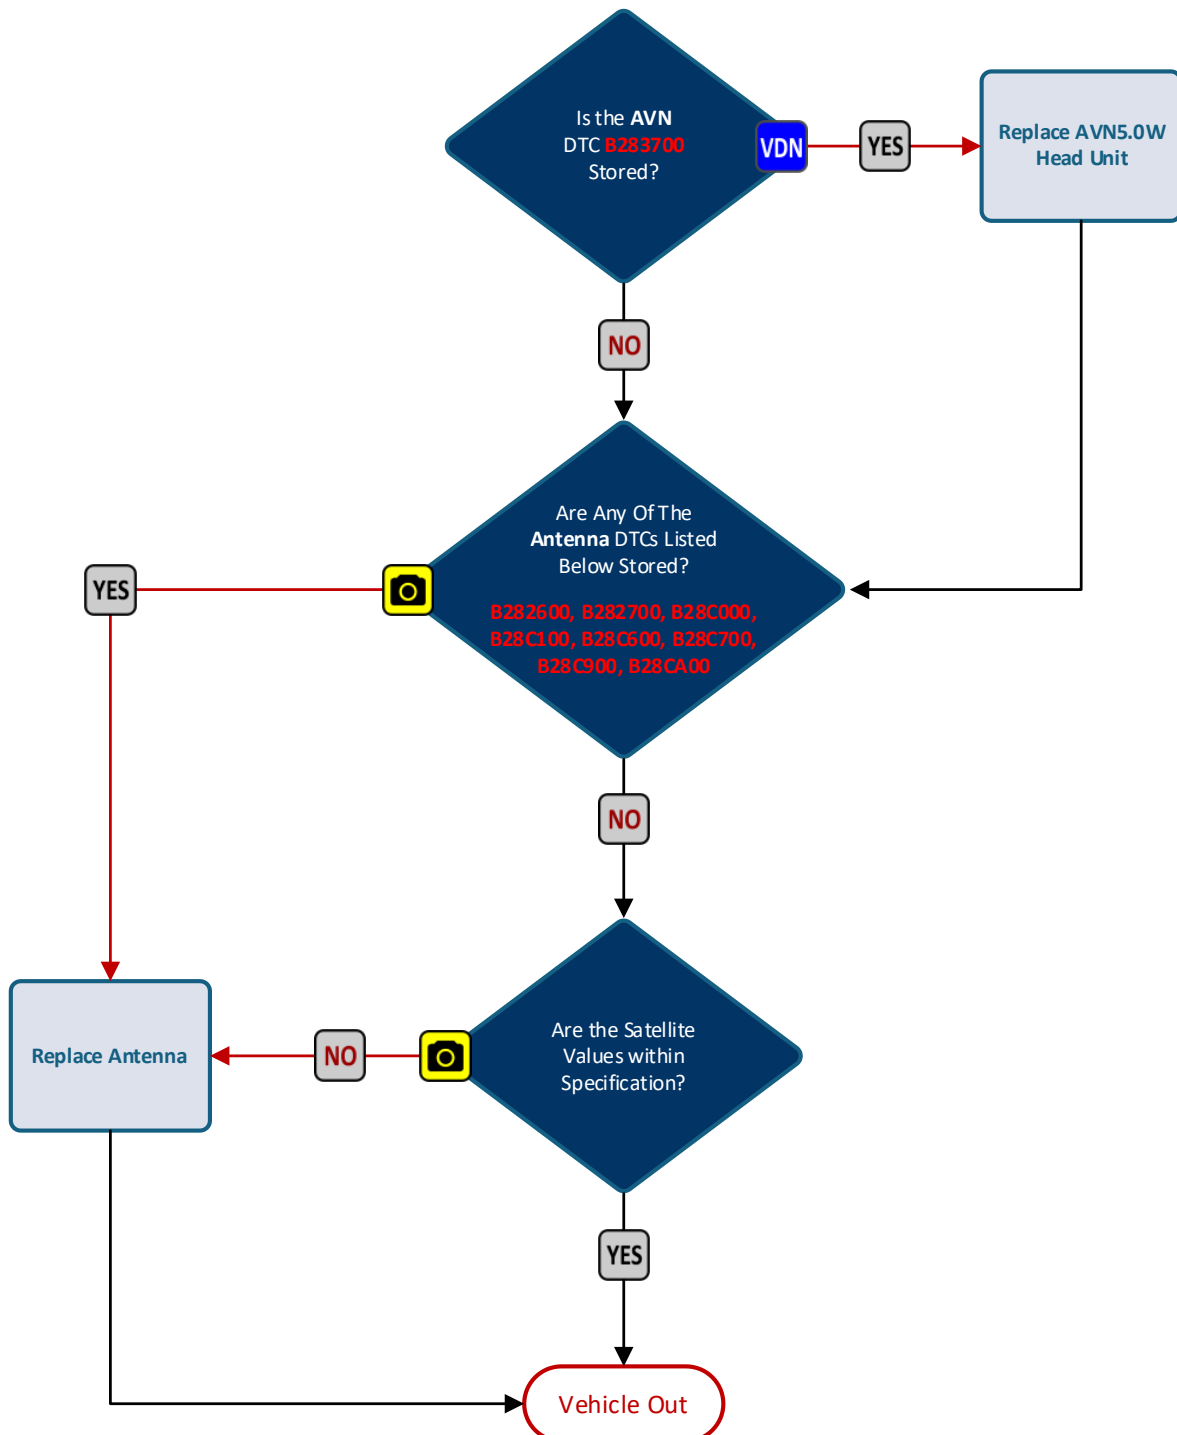 Is the AVN
DTC B283700
Stored?
VDN
YES
Replace AVN5.0W
Head Unit
NO
Are Any Of The
Antenna DTCs Listed
Below Stored?
B282600, B282700, B28C000,
B28C100, B28C600, B28C700,
B28C900, B28CA00
YES
NO
Are the Satellite
Values within
Specification?
NO
Replace Antenna
YES
Vehicle Out